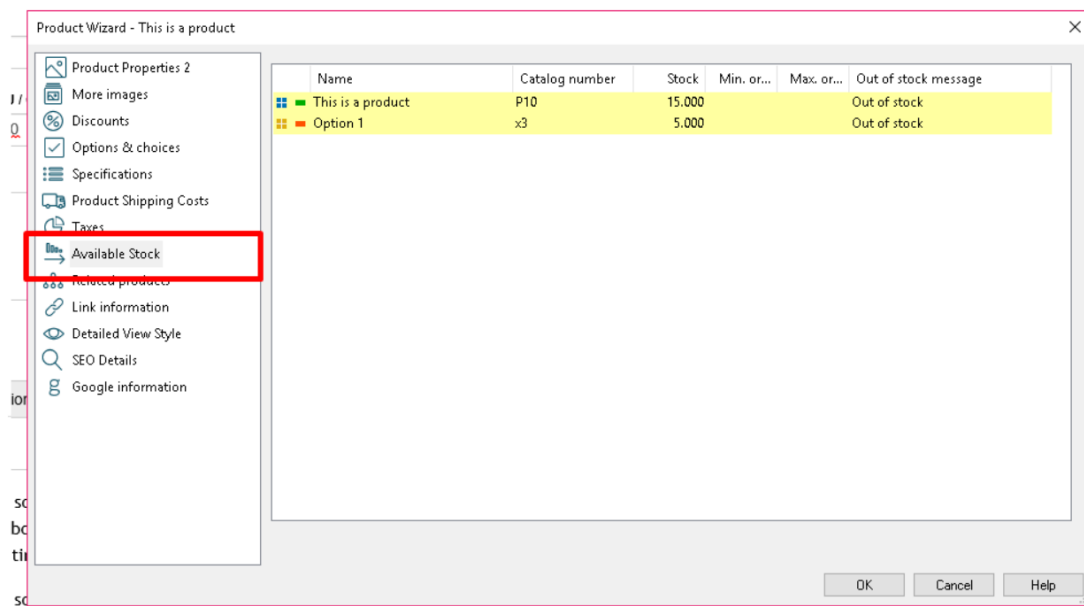 Product Wizard - This is a product
Product Properties 2
More images
Discounts
Options & choices
Specifications
Product Shipping Costs
Taxes
Available Stock
Related products
Link information
Detailed View Style
SEO Details
Google information
Name Catalog number Stock Min. or... Max. or... Out of stock message
This is a product P10 15.000 Out of stock
Option 1 x3 5.000 Out of stock
OK Cancel Help